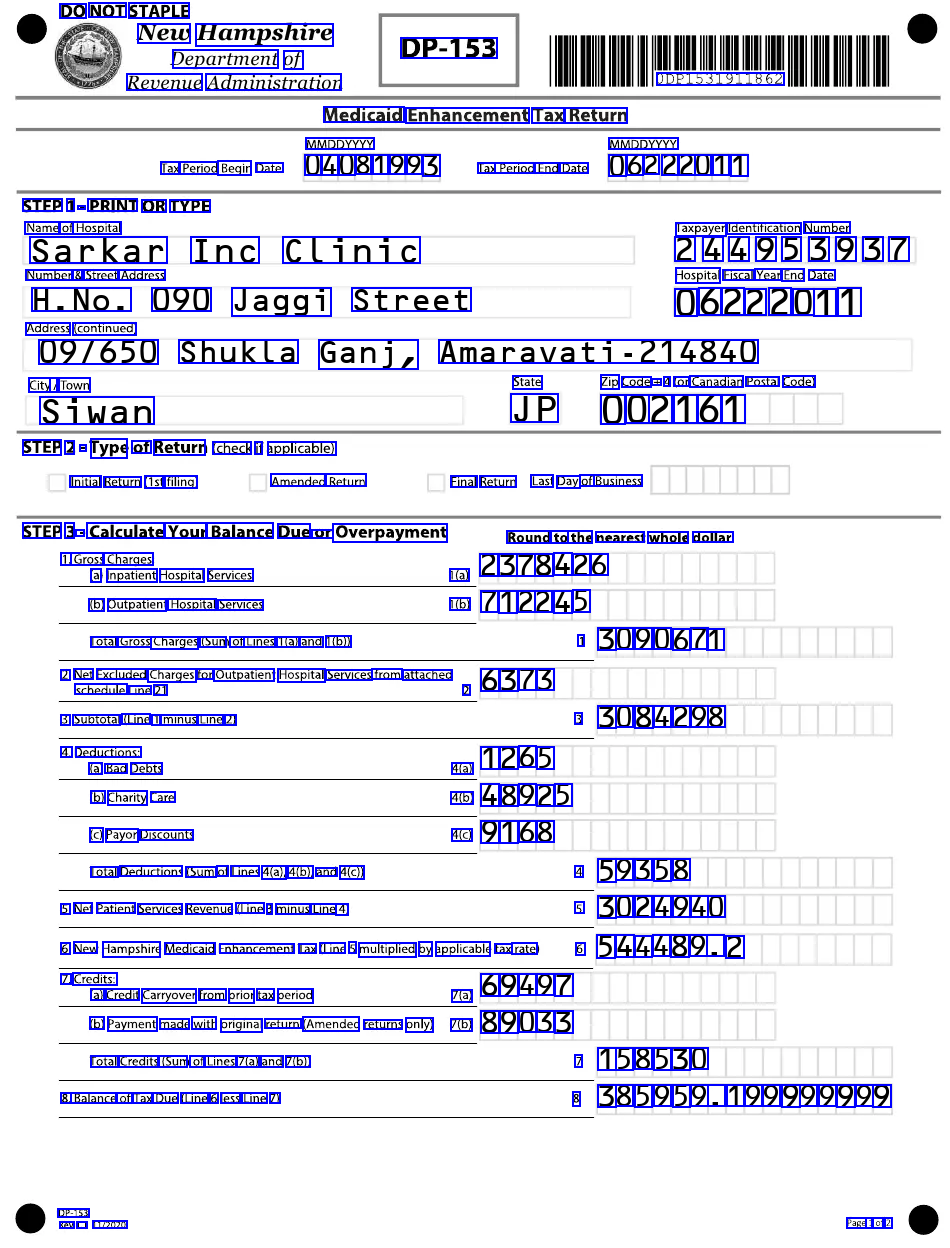 DO NOT STAPLE
New Hampshire
Department of
Revenue Administration
DP-153
0DP1531911862
Medicaid Enhancement Tax Return
MMDDYYYY MMDDYYYY
Tax Period Begin Date 04081993 Tax Period End Date 06222011
STEP 1 - PRINT OR TYPE
Name of Hospital Taxpayer Identification Number
Sarkar Inc Clinic 244953937
Number & Street Address Hospital Fiscal Year End Date
H.No. 090 Jaggi Street 06222011
Address (continued)
09/650 Shukla Ganj, Amaravati-214840
City / Town State Zip Code + 4 (or Canadian Postal Code)
Siwan JP 002161
STEP 2 - Type of Return (check if applicable)
Initial Return (1st filing Amended Return Final Return Last Day of Business
STEP 3 - Calculate Your Balance Due or Overpayment Round to the nearest whole dollar
1 Gross Charges
a Inpatient Hospital Services 1(a) 2378426
(b) Outpatient Hospital Services 1(b) 712245
Total Gross Charges (Sum of Lines 1(a) and 1(b)) 1 3090671
2 Net Excluded Charges for Outpatient Hospital Services from attached
schedule Line 21 2 6373
3 Subtotal (Line 1 minus Line 2) 3 3084298
4 Deductions:
(a) Bad Debts 4(a) 1265
b) Charity Care 4(b) 48925
(c) Payor Discounts 4(c) 9168
Total Deductions (Sum of Lines 4(a), 4(b), and 4(c)) 4 59358
5 Net Patient Services Revenue (Line 3 minus Line 4) 5 3024940
6 New Hampshire Medicaid Enhancement Tax (Line 5 multiplied by applicable tax rate) 6 544489.2
7 Credits:
a) Credit Carryover from prior tax period 7(a) 69497
(b) Payment made with original return (Amended returns only) 7(b) 89033
Total Credits (Sum of Lines 7(a) and 7(b)) 7 158530
8 Balance of Tax Due (Line 6 less Line 7) 8 385959.199999999
DP-153
Page 1 of 2